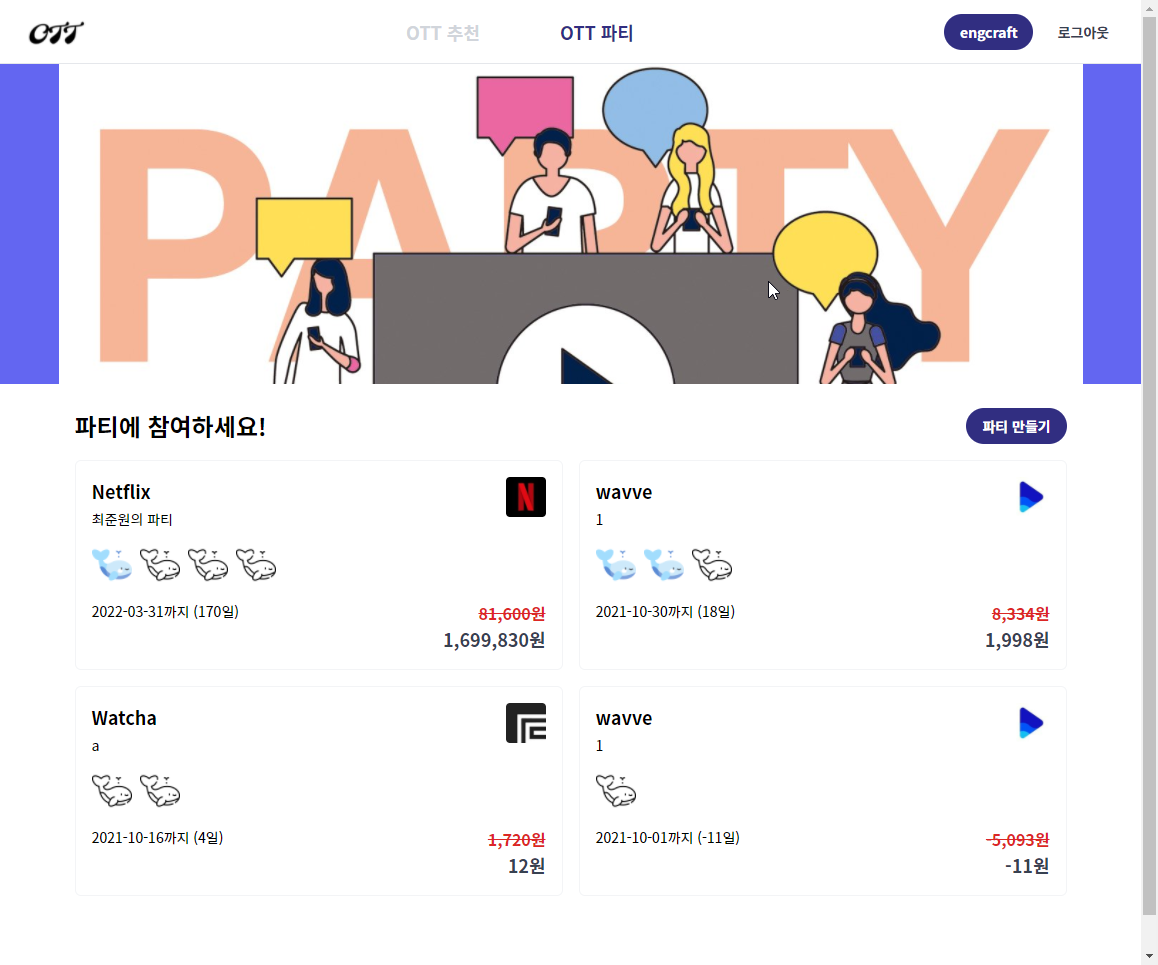 OTT
OTT 추천
OTT 파티
engcraft
로그아웃
PARTY
파티에 참여하세요!
파티 만들기
Netflix
N
최준원의 파티
2022-03-31까지 (170일)
81,600원
1,699,830원
wavve
1
2021-10-30까지 (18일)
8,334원
1,998원
Watcha
a
2021-10-16까지 (4일)
1,720원
12원
wavve
1
2021-10-01까지 (-11일)
-5,093원
-11원